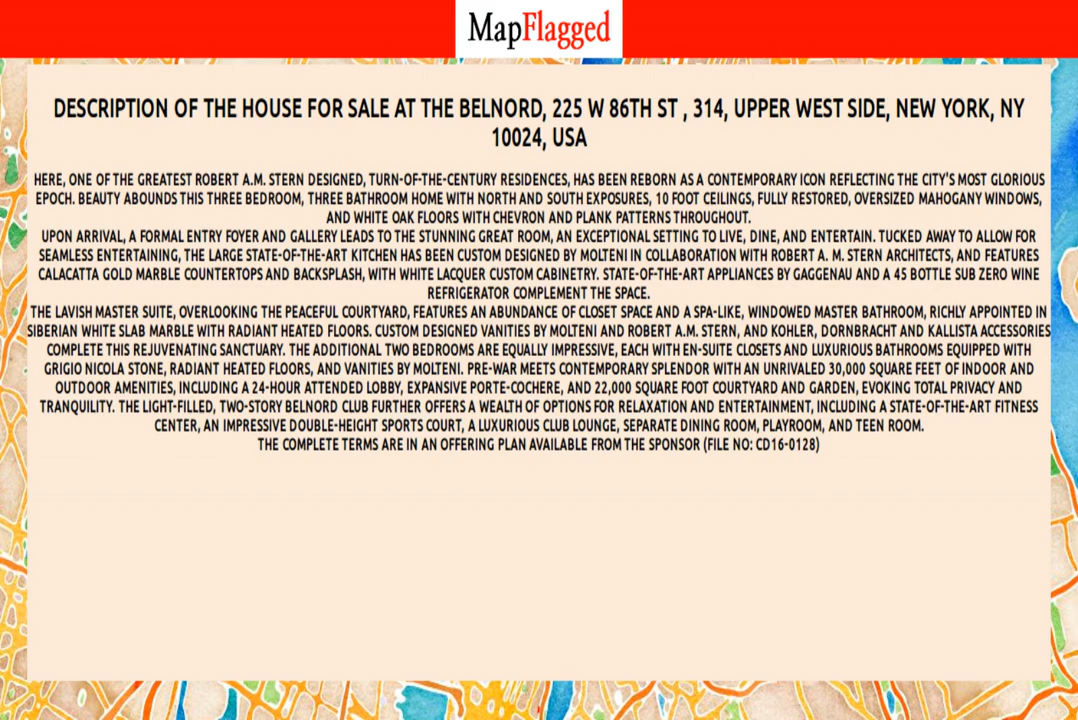 MapFlagged
DESCRIPTION OF THE HOUSE FOR SALE AT THE BELNORD, 225 W 86TH ST , 314, UPPER WEST SIDE, NEW YORK, NY
10024, USA
HERE, ONE OF THE GREATEST ROBERT A.M. STERN DESIGNED, TURN-OF-THE-CENTURY RESIDENCES, HAS BEEN REBORN AS A CONTEMPORARY ICON REFLECTING THE CITY'S MOST GLORIOUS
EPOCH. BEAUTY ABOUNDS THIS THREE BEDROOM, THREE BATHROOM HOME WITH NORTH AND SOUTH EXPOSURES, 10 FOOT CEILINGS, FULLY RESTORED, OVERSIZED MAHOGANY WINDOWS,
AND WHITE OAK FLOORS WITH CHEVRON AND PLANK PATTERNS THROUGHOUT.
UPON ARRIVAL, A FORMAL ENTRY FOYER AND GALLERY LEADS TO THE STUNNING GREAT ROOM, AN EXCEPTIONAL SETTING TO LIVE, DINE, AND ENTERTAIN. TUCKED AWAY TO ALLOW FOR
SEAMLESS ENTERTAINING, THE LARGE STATE-OF-THE-ART KITCHEN HAS BEEN CUSTOM DESIGNED BY MOLTENI IN COLLABORATION WITH ROBERT A. M. STERN ARCHITECTS, AND FEATURES
CALACATTA GOLD MARBLE COUNTERTOPS AND BACKSPLASH, WITH WHITE LACQUER CUSTOM CABINETRY. STATE-OF-THE-ART APPLIANCES BY GAGGENAU AND A 45 BOTTLE SUB ZERO WINE
REFRIGERATOR COMPLEMENT THE SPACE.
THE LAVISH MASTER SUITE, OVERLOOKING THE PEACEFUL COURTYARD, FEATURES AN ABUNDANCE OF CLOSET SPACE AND A SPA-LIKE, WINDOWED MASTER BATHROOM, RICHLY APPOINTED IN
SIBERIAN WHITE SLAB MARBLE WITH RADIANT HEATED FLOORS. CUSTOM DESIGNED VANITIES BY MOLTENI AND ROBERT A.M. STERN, AND KOHLER, DORNBRACHT AND KALLISTA ACCESSORIES
COMPLETE THIS REJUVENATING SANCTUARY. THE ADDITIONAL TWO BEDROOMS ARE EQUALLY IMPRESSIVE, EACH WITH EN-SUITE CLOSETS AND LUXURIOUS BATHROOMS EQUIPPED WITH
GRIGIO NICOLA STONE, RADIANT HEATED FLOORS, AND VANITIES BY MOLTENI. PRE-WAR MEETS CONTEMPORARY SPLENDOR WITH AN UNRIVALED 30,000 SQUARE FEET OF INDOOR AND
OUTDOOR AMENITIES, INCLUDING A 24-HOUR ATTENDED LOBBY, EXPANSIVE PORTE-COCHERE, AND 22,000 SQUARE FOOT COURTYARD AND GARDEN, EVOKING TOTAL PRIVACY AND
TRANQUILITY. THE LIGHT-FILLED, TWO-STORY BELNORD CLUB FURTHER OFFERS A WEALTH OF OPTIONS FOR RELAXATION AND ENTERTAINMENT, INCLUDING A STATE-OF-THE-ART FITNESS
CENTER, AN IMPRESSIVE DOUBLE-HEIGHT SPORTS COURT, A LUXURIOUS CLUB LOUNGE, SEPARATE DINING ROOM, PLAYROOM, AND TEEN ROOM.
THE COMPLETE TERMS ARE IN AN OFFERING PLAN AVAILABLE FROM THE SPONSOR (FILE NO: CD16-0128)